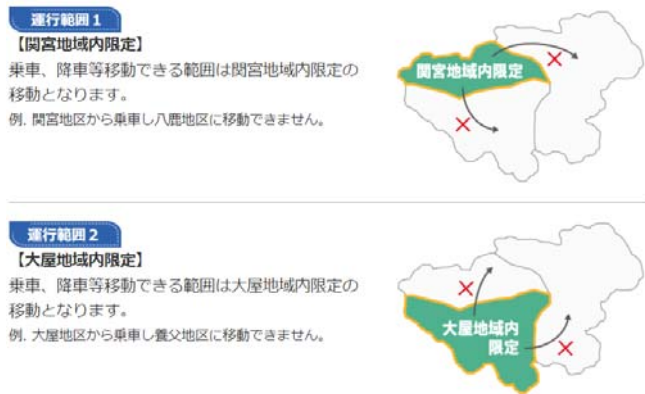 運行範囲1
【関宮地域内限定】
乗車、降車等移動できる範囲は関宮地域内限定の
移動となります。
例. 関宮地区から乗車し八鹿地区に移動できません。
関宮地域内限定
運行範囲2
【大屋地域内限定】
乗車、降車等移動できる範囲は大屋地域内限定の
移動となります。
例. 大屋地区から乗車し養父地区に移動できません。
大屋地域内
限定